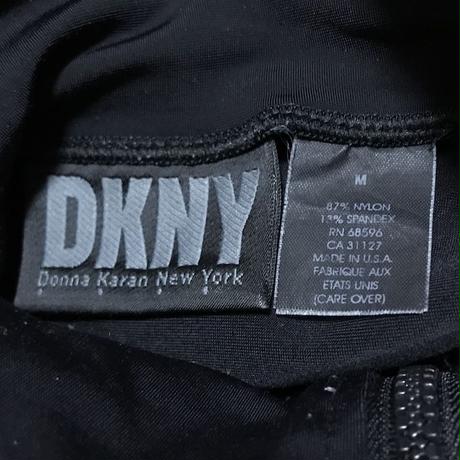 DKNY
Donna Karan New York
M
87% NYLON
13% SPANDEX
RN 68596
CA 31127
MADE IN U.S.A.
FABRIQUE AUX
ETATS UNIS
(CARE OVER)